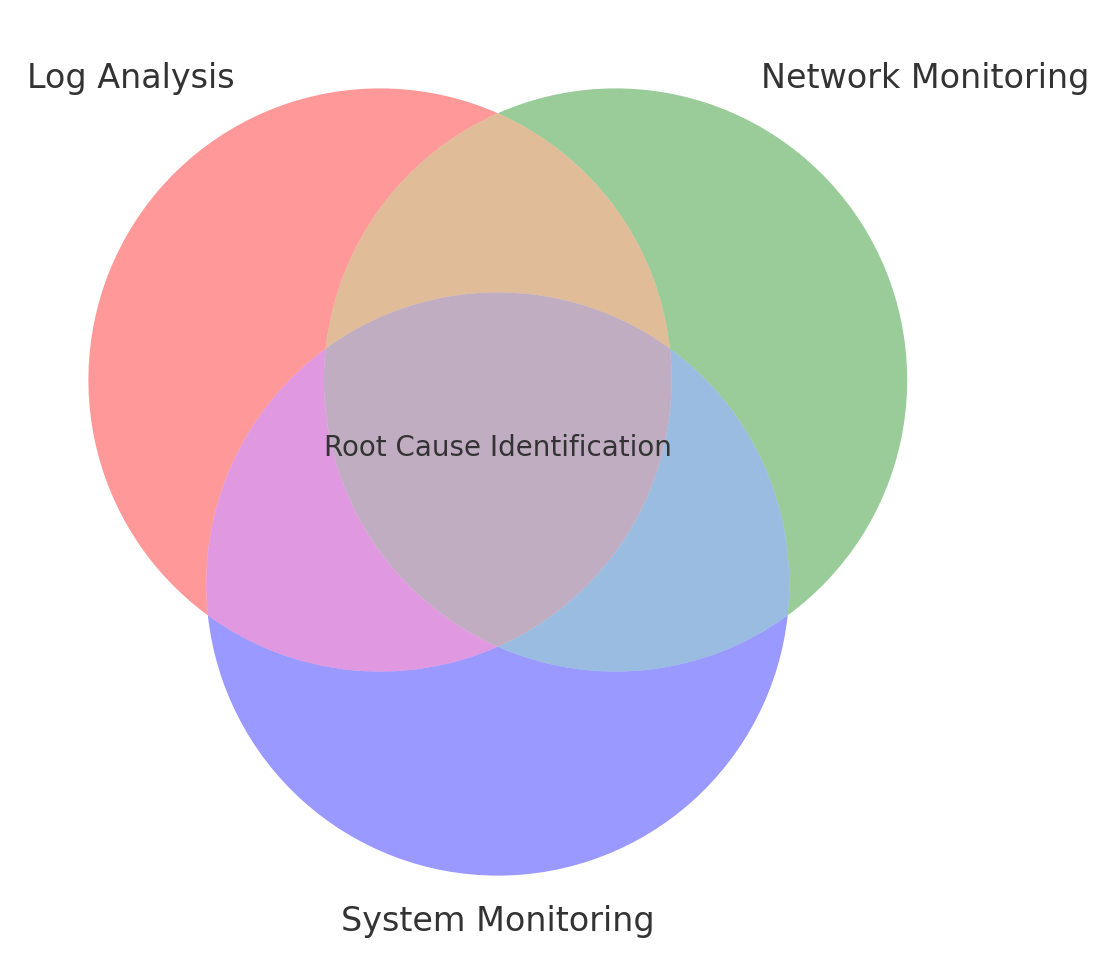 Log Analysis
Network Monitoring
Root Cause Identification
System Monitoring